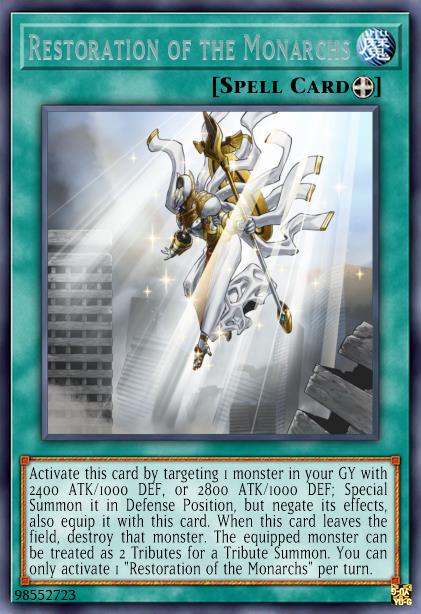 RESTORATION OF THE MONARCHS 魔
[SPELL CARD]
Activate this card by targeting 1 monster in your GY with
2400 ATK/1000 DEF, or 2800 ATK/1000 DEF; Special
Summon it in Defense Position, but negate its effects,
also equip it with this card. When this card leaves the
field, destroy that monster. The equipped monster can
be treated as 2 Tributes for a Tribute Summon. You can
only activate 1 "Restoration of the Monarchs" per turn.
98552723